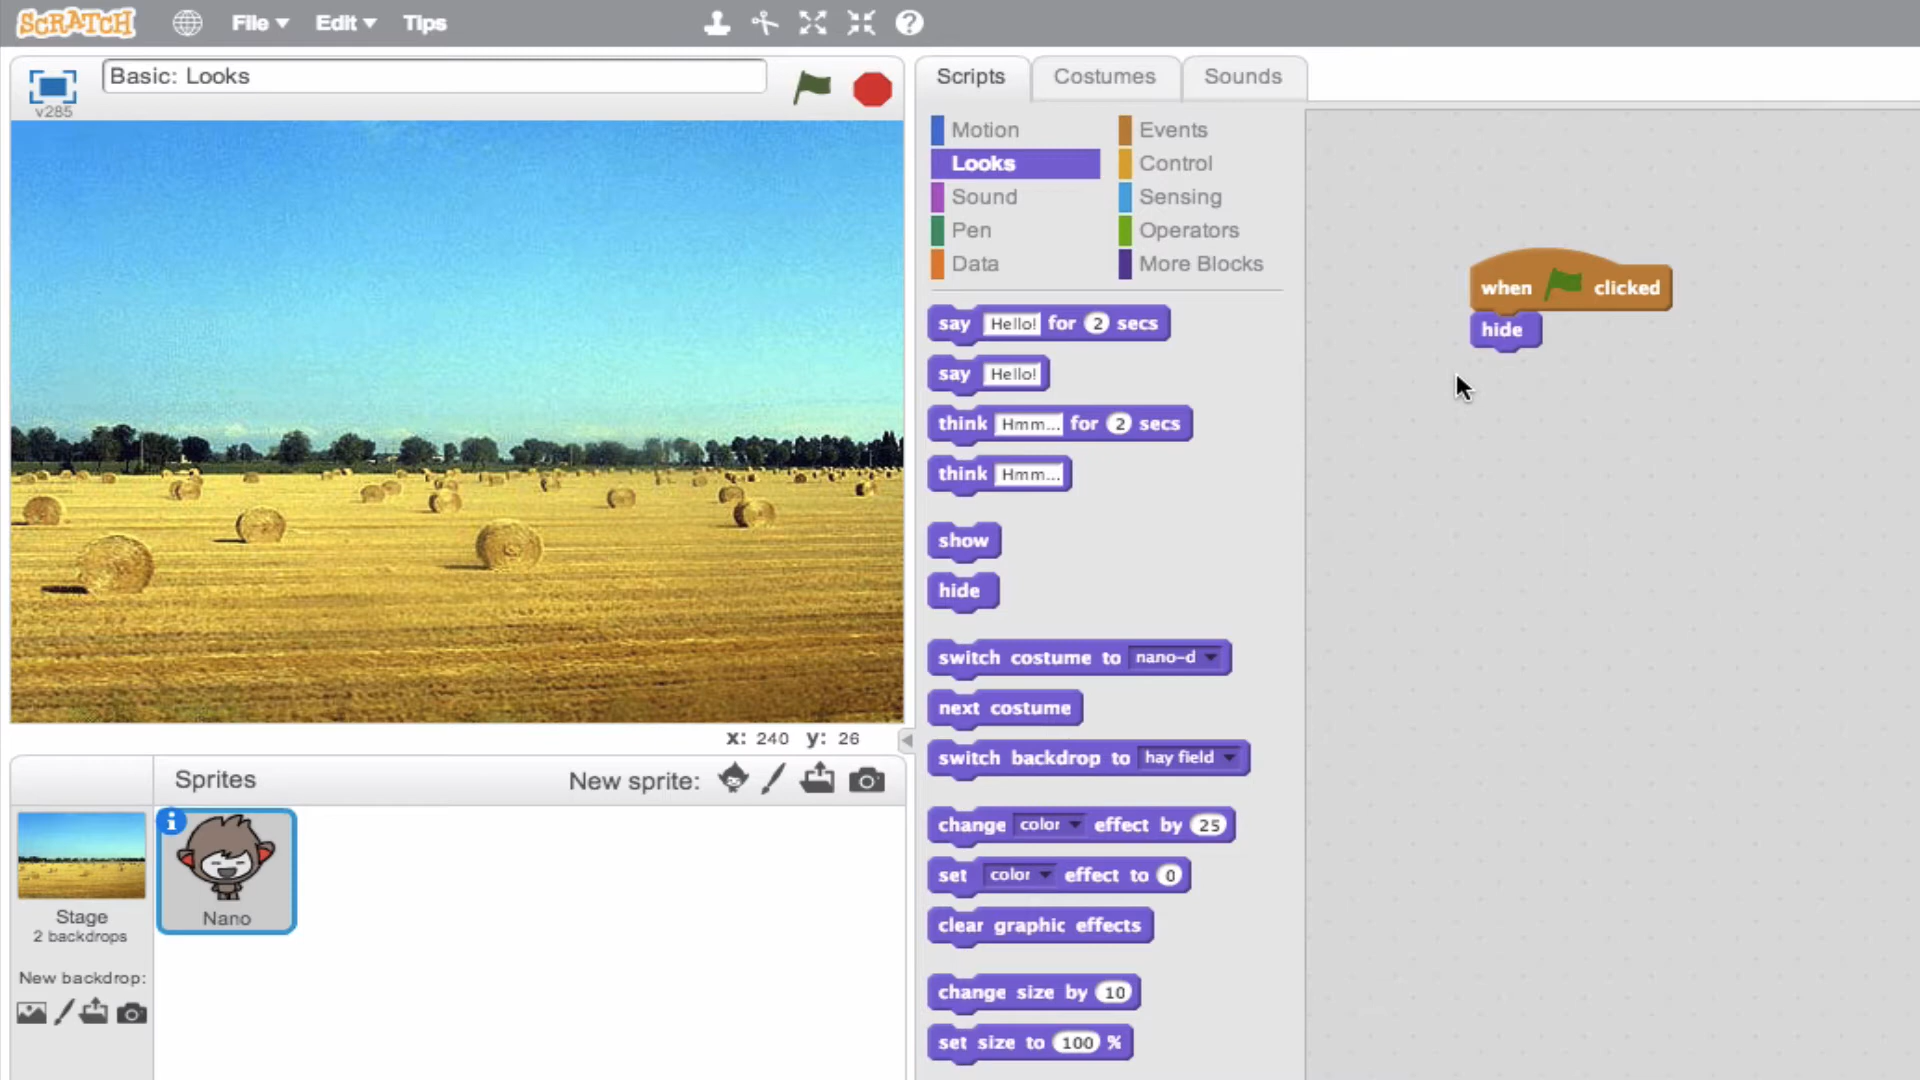 SCRATCH File Edit Tips
v285
Basic: Looks
x: 240 y: 26
Sprites New sprite:
Stage
2 backdrops
New backdrop:
Nano
Scripts Costumes Sounds
Motion Events
Looks Control
Sound Sensing
Pen Operators
Data More Blocks
say Hello! for 2 secs
say Hello!
think Hmm... for 2 secs
think Hmm...
show
hide
switch costume to nano-d
next costume
switch backdrop to hay field
change color effect by 25
set color effect to 0
clear graphic effects
change size by 10
set size to 100 %
when clicked
hide